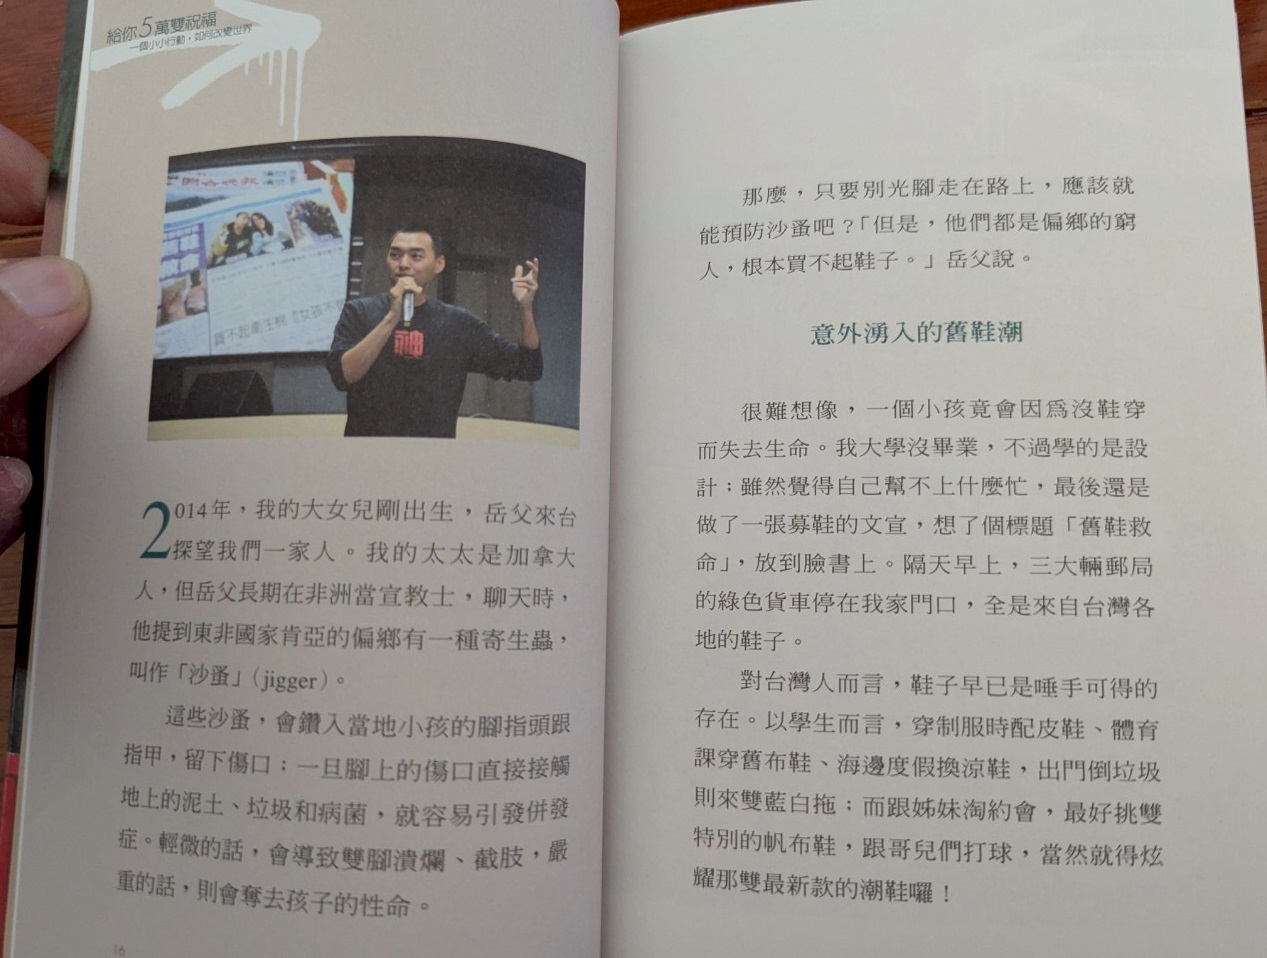 給你5萬雙祝福
一個小小行動,如何改變世界
聯合晚報
買不起衛生棉
神
2014年,我的大女兒剛出生,岳父來台
探望我們一家人。我的太太是加拿大
人,但岳父長期在非洲當宣教士,聊天時,
他提到東非國家肯亞的偏鄉有一種寄生蟲,
叫作「沙蚤」(jigger)。
這些沙蚤,會鑽入當地小孩的腳指頭跟
指甲,留下傷口;一旦腳上的傷口直接接觸
地上的泥土、垃圾和病菌,就容易引發併發
症。輕微的話,會導致雙腳潰爛、截肢,嚴
重的話,則會奪去孩子的性命。
16
那麼,只要別光腳走在路上,應該就
能預防沙蚤吧?「但是,他們都是偏鄉的窮
人,根本買不起鞋子。」岳父說。
意外湧入的舊鞋潮
很難想像,一個小孩竟會因為沒鞋穿
而失去生命。我大學沒畢業,不過學的是設
計;雖然覺得自己幫不上什麼忙,最後還是
做了一張募鞋的文宣,想了個標題「舊鞋救
命」,放到臉書上。隔天早上,三大輛郵局
的綠色貨車停在我家門口,全是來自台灣各
地的鞋子。
對台灣人而言,鞋子早已是唾手可得的
存在。以學生而言,穿制服時配皮鞋、體育
課穿舊布鞋、海邊度假換涼鞋,出門倒垃圾
則來雙藍白拖;而跟姊妹淘約會,最好挑雙
特別的帆布鞋,跟哥兒們打球,當然就得炫
耀那雙最新款的潮鞋囉!